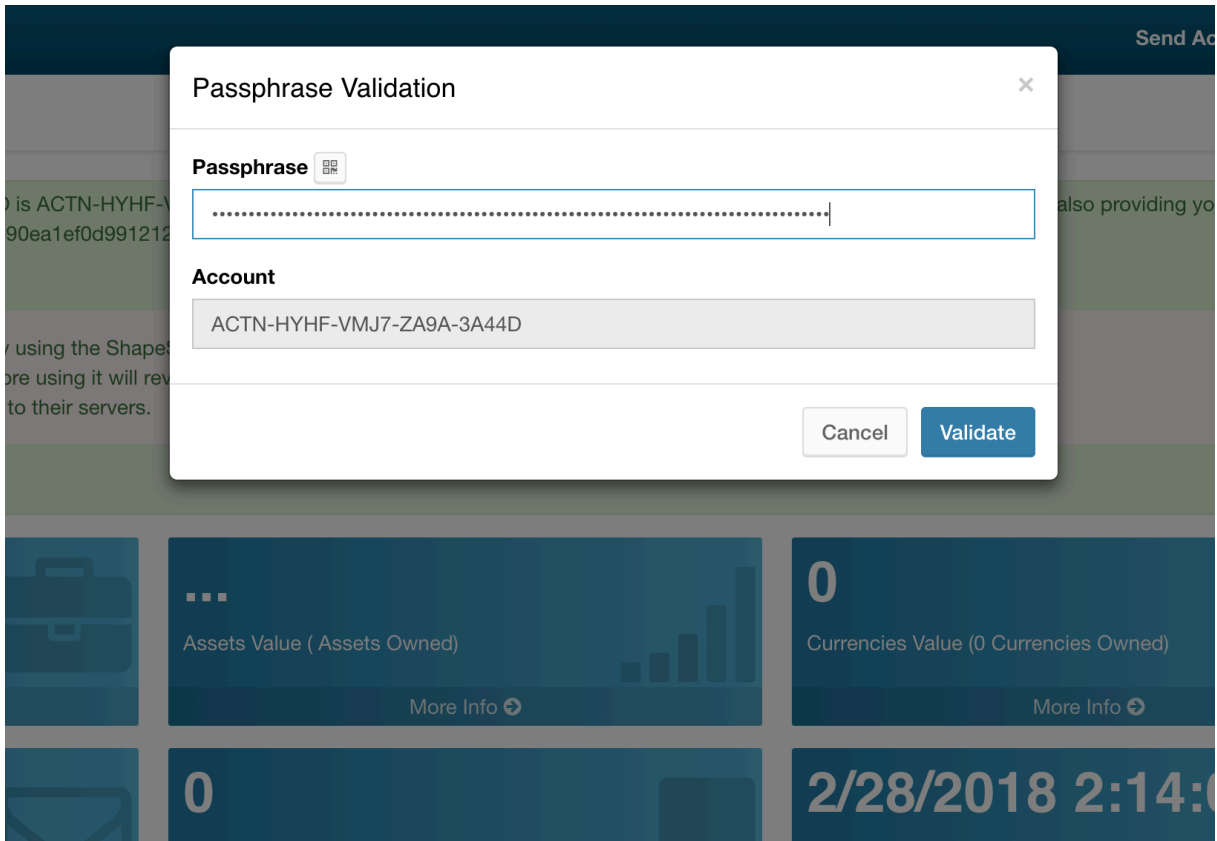 Send Ac
Passphrase Validation
×
Passphrase
) is ACTN-HYHF-V
also providing yo
90ea1ef0d991212
Account
ACTN-HYHF-VMJ7-ZA9A-3A44D
using the Shape
ore using it will rev
to their servers.
Cancel
Validate
...
Assets Value ( Assets Owned)
More Info
0
Currencies Value (0 Currencies Owned)
More Info
0
2/28/2018 2:14: